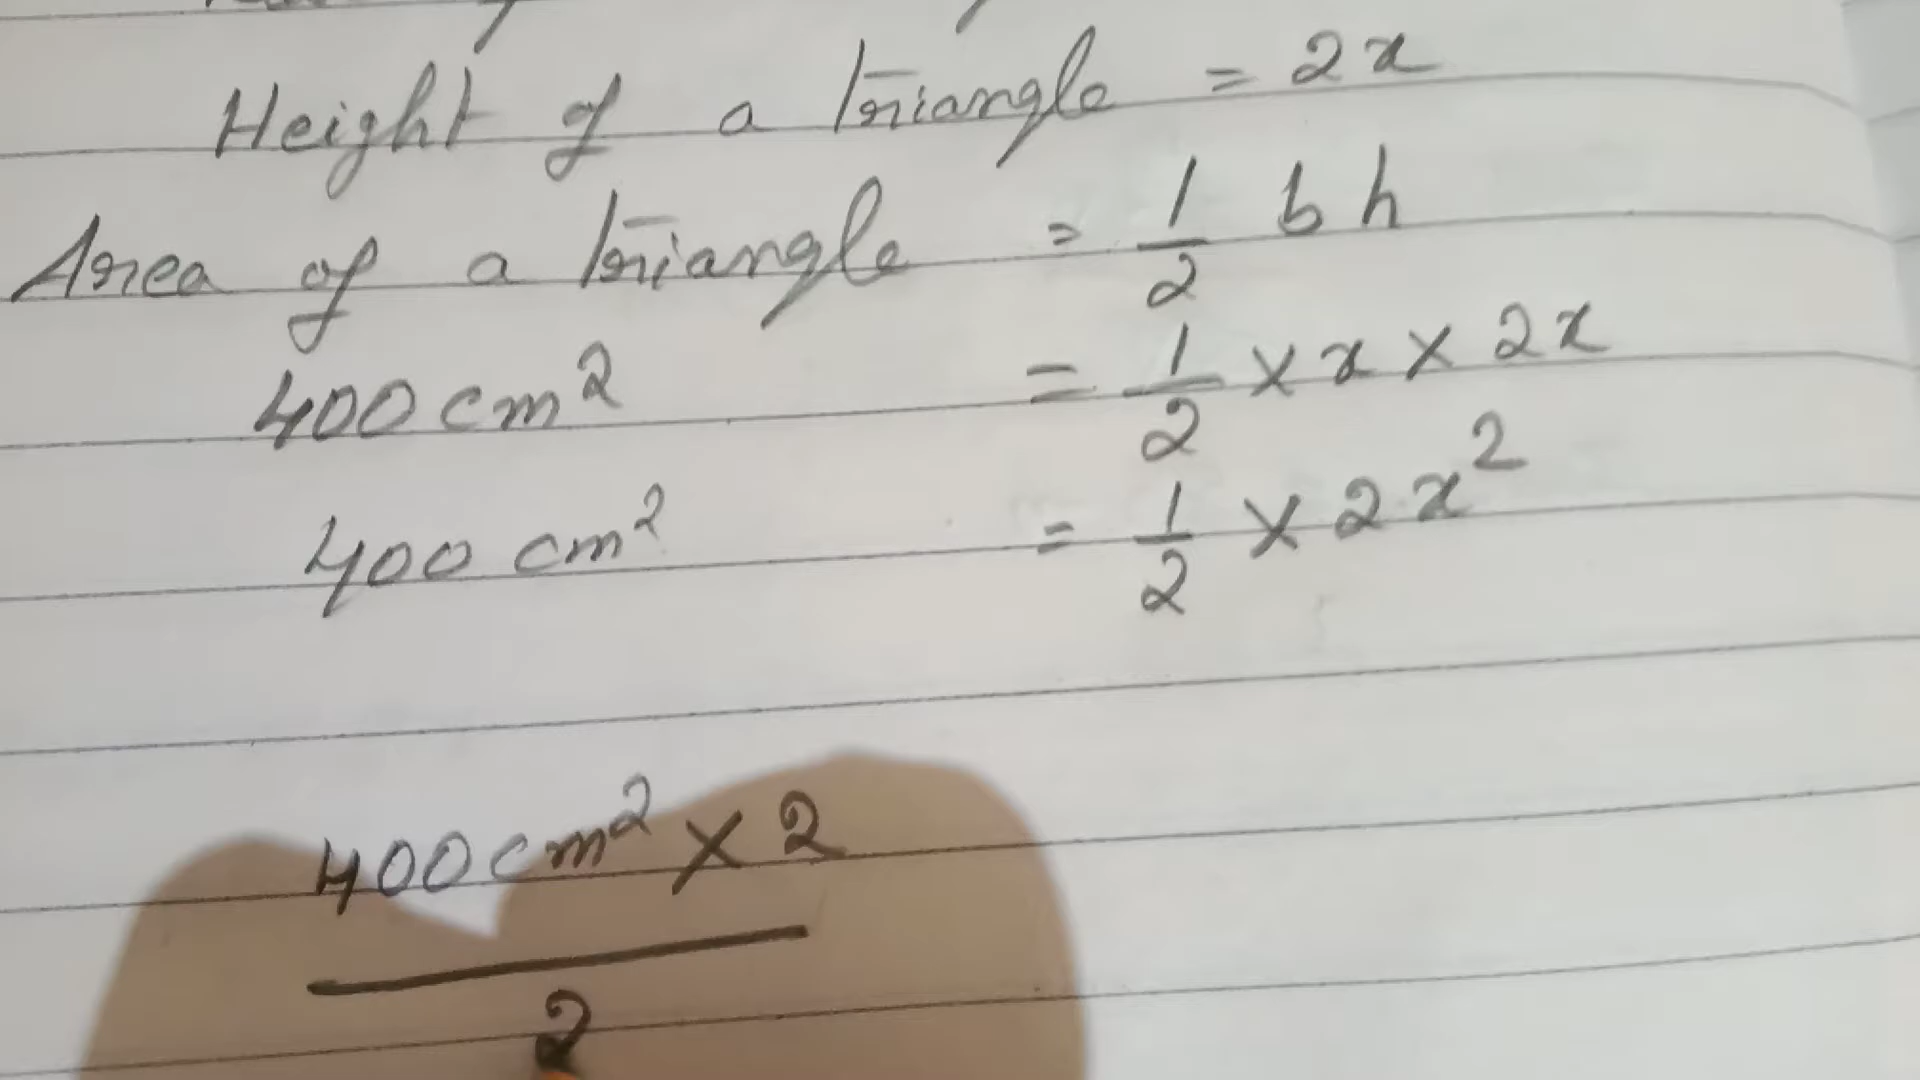 Height of a triangle = 2x
Area of a triangle = 1/2 b h
400 cm² = 1/2 × x × 2x
400 cm² = 1/2 × 2x²
400 cm² × 2
2